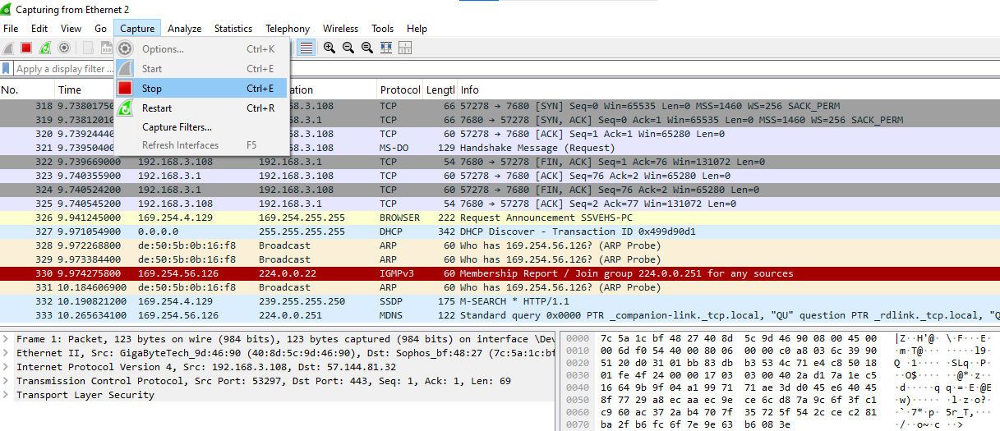 Capturing from Ethernet 2
File Edit View Go Capture Analyze Statistics Telephony Wireless Tools Help
Options... Ctrl+K
Apply a display filter ... Start Ctrl+E
Stop Ctrl+E
Restart Ctrl+R
Capture Filters...
Refresh Interfaces F5
No. Time ation Protocol Lengtl Info
318 9.73801750 68.3.108 TCP 66 57278 → 7680 [SYN] Seq=0 Win=65535 Len=0 MSS=1460 WS=256 SACK_PERM
319 9.73812010 68.3.1 TCP 66 7680 → 57278 [SYN, ACK] Seq=0 Ack=1 Win=65535 Len=0 MSS=1460 WS=256 SACK_PERM
320 9.73924440 68.3.108 TCP 60 57278 → 7680 [ACK] Seq=1 Ack=1 Win=65280 Len=0
321 9.73950400 68.3.108 MS-DO 129 Handshake Message (Request)
322 9.739669000 192.168.3.108 192.168.3.1 TCP 54 7680 → 57278 [FIN, ACK] Seq=1 Ack=76 Win=131072 Len=0
323 9.740355900 192.168.3.1 192.168.3.108 TCP 60 57278 → 7680 [ACK] Seq=76 Ack=2 Win=65280 Len=0
324 9.740524200 192.168.3.1 192.168.3.108 TCP 60 57278 → 7680 [FIN, ACK] Seq=76 Ack=2 Win=65280 Len=0
325 9.740545200 192.168.3.108 192.168.3.1 TCP 54 7680 → 57278 [ACK] Seq=2 Ack=77 Win=131072 Len=0
326 9.941245000 169.254.4.129 169.254.255.255 BROWSER 222 Request Announcement SSVEHS-PC
327 9.971054900 0.0.0.0 255.255.255.255 DHCP 342 DHCP Discover - Transaction ID 0x499d90d1
328 9.972268800 de:50:5b:0b:16:f8 Broadcast ARP 60 Who has 169.254.56.126? (ARP Probe)
329 9.973384400 de:50:5b:0b:16:f8 Broadcast ARP 60 Who has 169.254.56.126? (ARP Probe)
330 9.974275800 169.254.56.126 224.0.0.22 IGMPv3 60 Membership Report / Join group 224.0.0.251 for any sources
331 10.184606900 de:50:5b:0b:16:f8 Broadcast ARP 60 Who has 169.254.56.126? (ARP Probe)
332 10.190821200 169.254.4.129 239.255.255.250 SSDP 175 M-SEARCH * HTTP/1.1
333 10.265634100 169.254.56.126 224.0.0.251 MDNS 122 Standard query 0x0000 PTR _companion-link._tcp.local, "QU" question PTR _rdlink._tcp.local, "Q
Frame 1: Packet, 123 bytes on wire (984 bits), 123 bytes captured (984 bits) on interface \Dev
Ethernet II, Src: GigaByteTech_9d:46:90 (40:8d:5c:9d:46:90), Dst: Sophos_bf:48:27 (7c:5a:1c:bf
Internet Protocol Version 4, Src: 192.168.3.108, Dst: 57.144.81.32
Transmission Control Protocol, Src Port: 53297, Dst Port: 443, Seq: 1, Ack: 1, Len: 69
Transport Layer Security
0000 7c 5a 1c bf 48 27 40 8d 5c 9d 46 90 08 00 45 00 |Z··H'@· \·F···E·
0010 00 6d f0 54 40 00 80 06 00 00 c0 a8 03 6c 39 90 ·m·T@··· ·····l9·
0020 51 20 d0 31 01 bb 83 db b3 53 4c 71 e4 c8 50 18 Q ·1···· ·SLq··P·
0030 01 fe 4f 24 00 00 17 03 03 00 40 2a d1 7a 1e c5 ··O$···· ··@*·z··
0040 16 64 9b 9f 04 a1 99 71 71 ae 3d d0 45 e6 40 45 ·d·····q q·=·E·@E
0050 8f 77 29 a8 ec aa ec 9e ce 6c d8 7a 9c 6f 3f c1 ·w)····· ·l·z·o?·
0060 c9 60 ac 37 2a b4 70 7f 35 72 5f 54 2c ce c2 81 ·`·7*·p· 5r_T,···
0070 ba 2f b6 fc 6f 7e 9e 63 b6 08 3e ·/··o~·c ··>